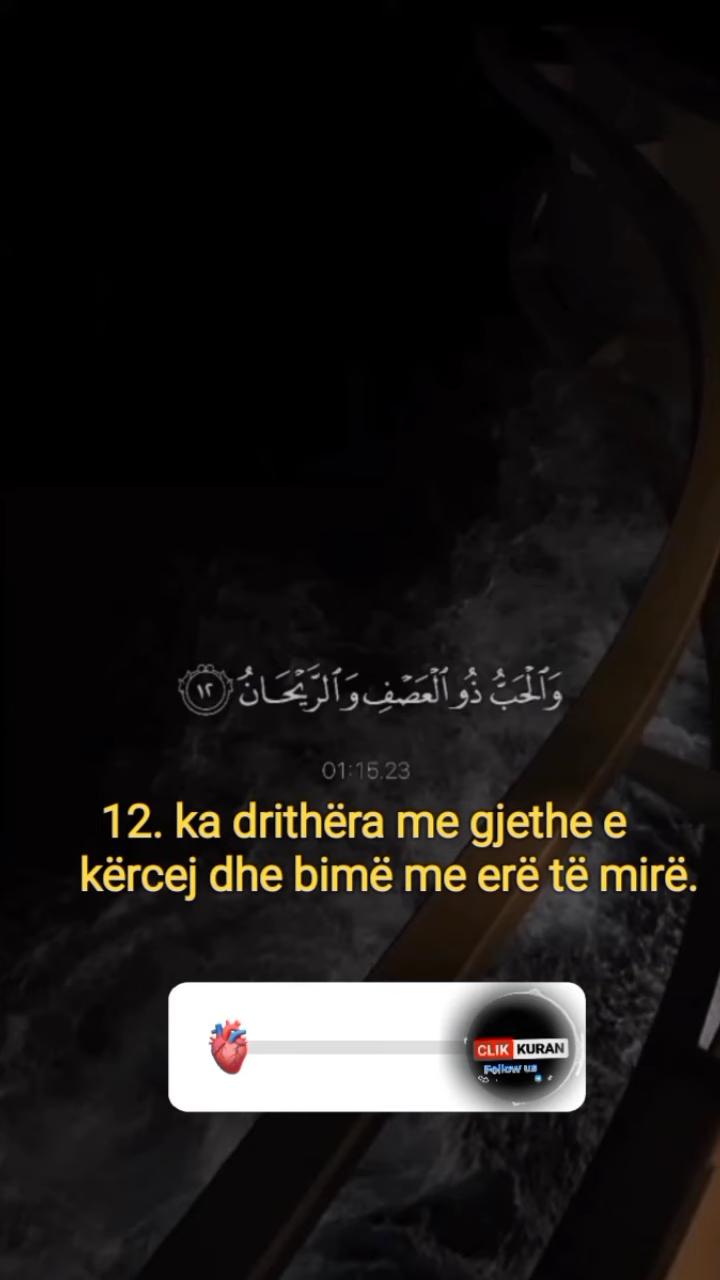 وَٱلْحَبُّ ذُو ٱلْعَصْفِ وَٱلرَّيْحَانُ ١٢
01:15.23
12. ka drithëra me gjethe e
kërcej dhe bimë me erë të mirë.
CLIK KURAN
Follow us